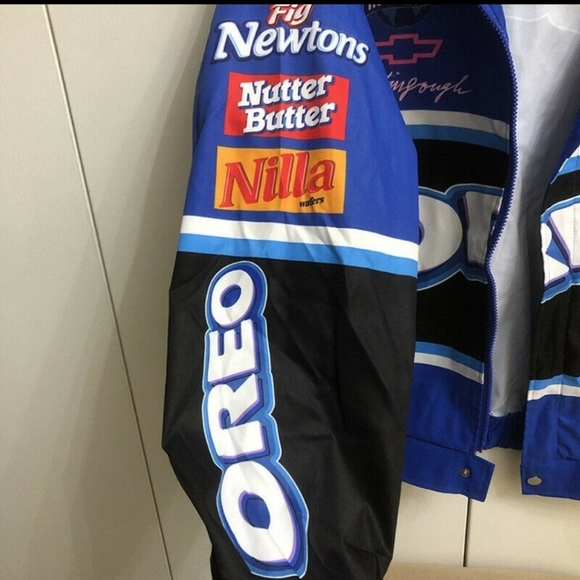 Fig
Newtons
Nutter
Butter
Nilla
wafers
OREO